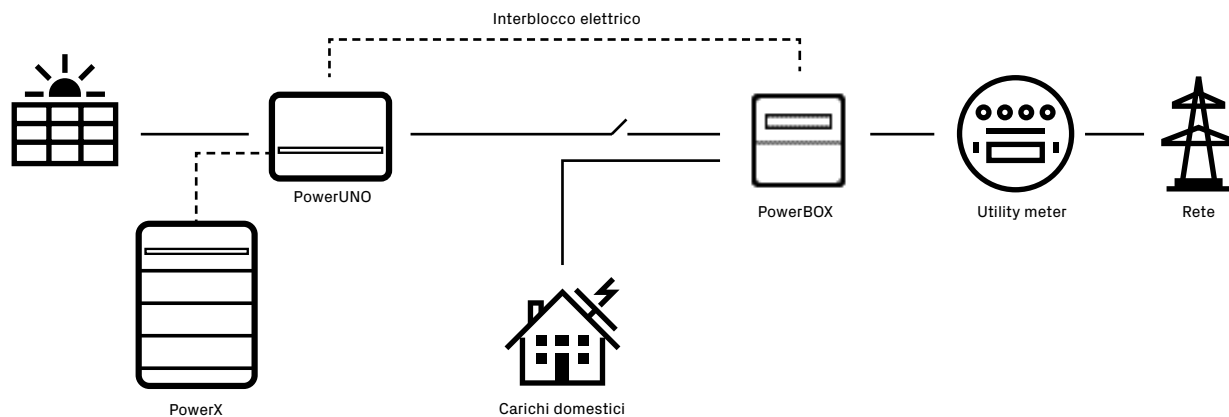 Interblocco elettrico
PowerUNO
PowerBOX
Utility meter
Rete
PowerX
Carichi domestici